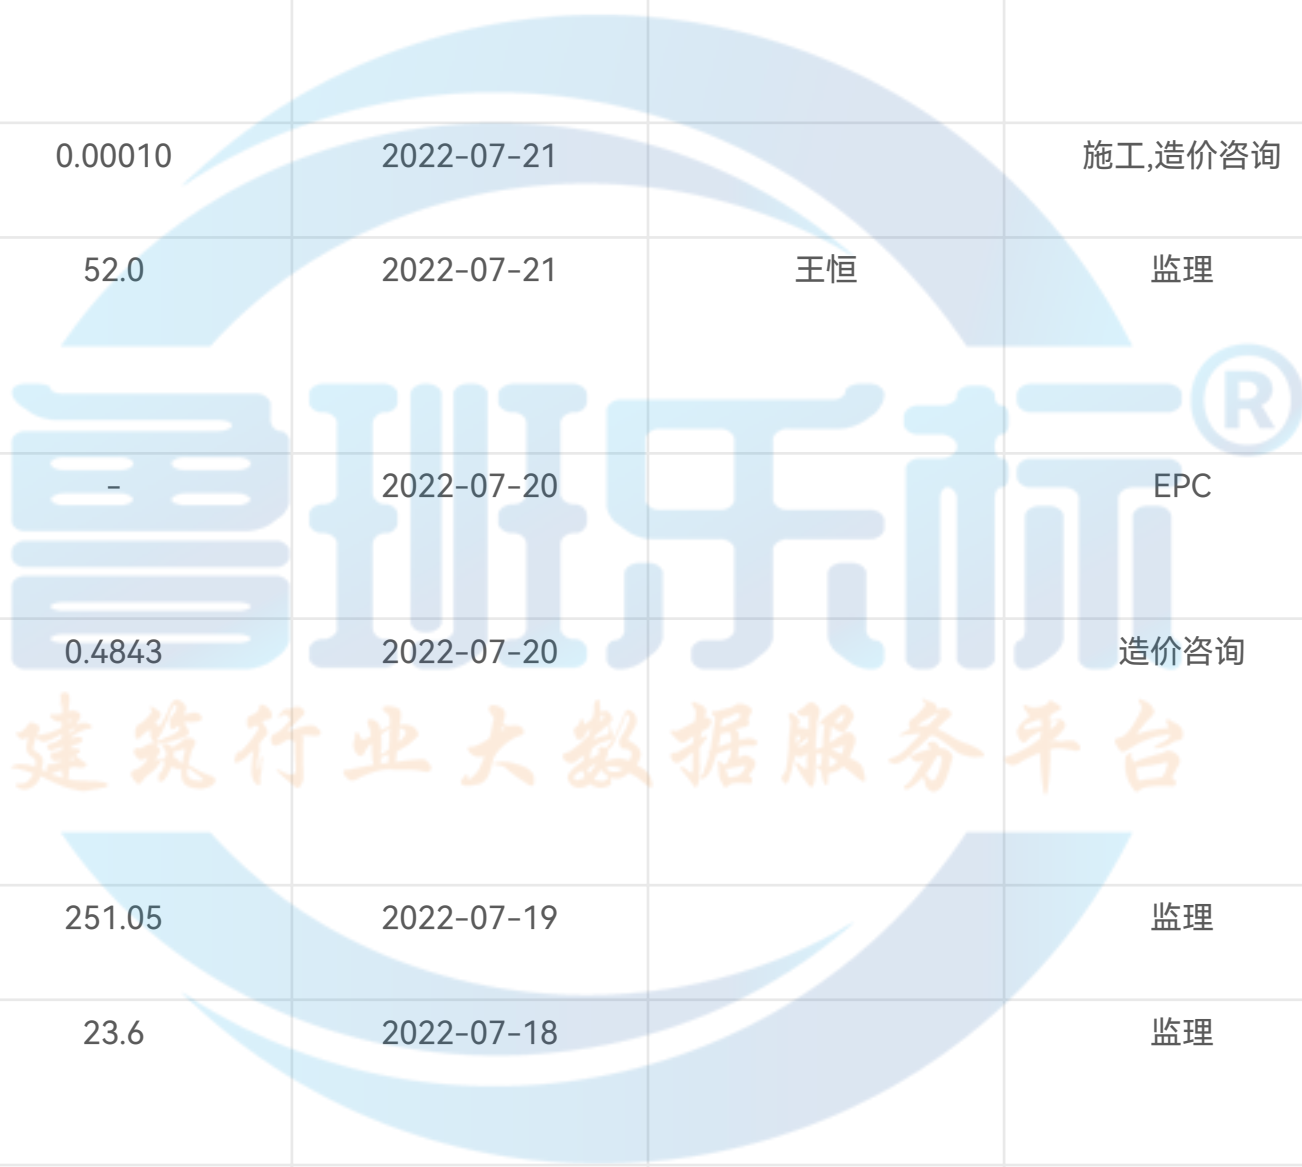 0.00010 2022-07-21 施工,造价咨询
52.0 2022-07-21 王恒 监理
鲁班乐标®
- 2022-07-20 EPC
0.4843 2022-07-20 造价咨询
建筑行业大数据服务平台
251.05 2022-07-19 监理
23.6 2022-07-18 监理